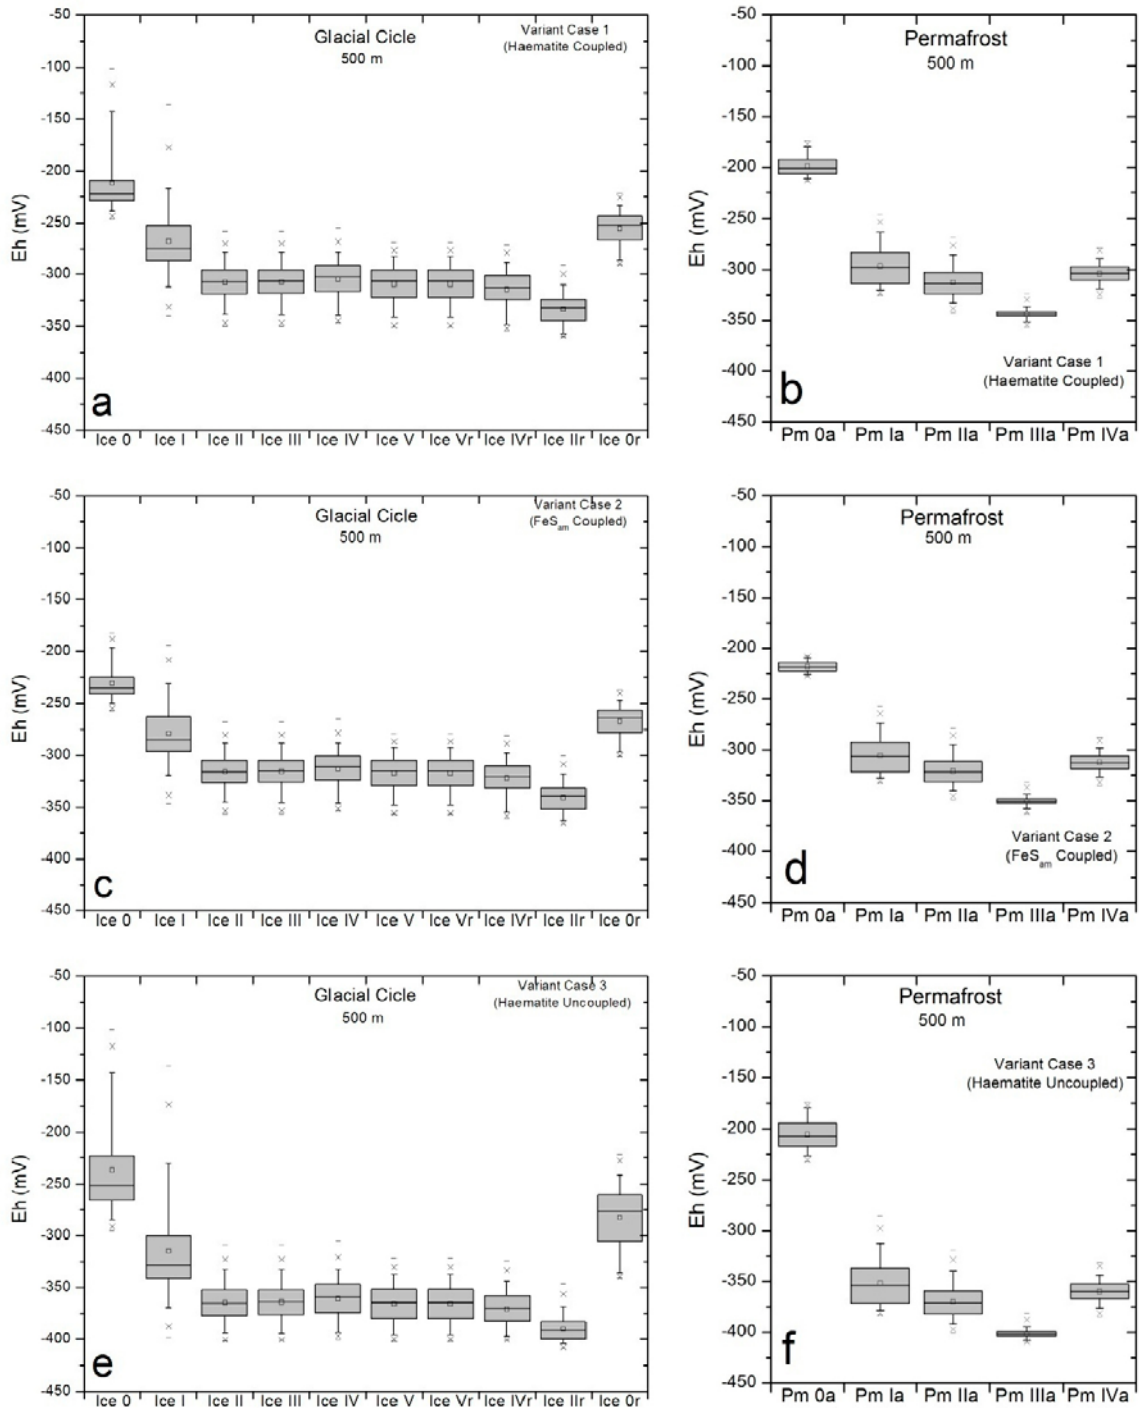 -50
-100
-150
-200
-250
-300
-350
-400
-450
Eh (mV)
Glacial Cicle
500 m
Variant Case 1
(Haematite Coupled)
a
Ice 0 Ice I Ice II Ice III Ice IV Ice V Ice Vr Ice IVr Ice IIr Ice 0r
-50
-100
-150
-200
-250
-300
-350
-400
-450
Eh (mV)
Permafrost
500 m
Variant Case 1
(Haematite Coupled)
b
Pm 0a Pm Ia Pm IIa Pm IIIa Pm IVa
-50
-100
-150
-200
-250
-300
-350
-400
-450
Eh (mV)
Glacial Cicle
500 m
Variant Case 2
(FeSam Coupled)
c
Ice 0 Ice I Ice II Ice III Ice IV Ice V Ice Vr Ice IVr Ice IIr Ice 0r
-50
-100
-150
-200
-250
-300
-350
-400
-450
Eh (mV)
Permafrost
500 m
Variant Case 2
(FeSam Coupled)
d
Pm 0a Pm Ia Pm IIa Pm IIIa Pm IVa
-50
-100
-150
-200
-250
-300
-350
-400
-450
Eh (mV)
Glacial Cicle
500 m
Variant Case 3
(Haematite Uncoupled)
e
Ice 0 Ice I Ice II Ice III Ice IV Ice V Ice Vr Ice IVr Ice IIr Ice 0r
-50
-100
-150
-200
-250
-300
-350
-400
-450
Eh (mV)
Permafrost
500 m
Variant Case 3
(Haematite Uncoupled)
f
Pm 0a Pm Ia Pm IIa Pm IIIa Pm IVa